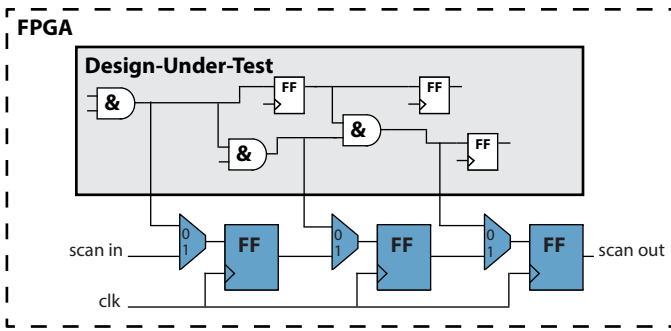 FPGA
Design-Under-Test
FF
FF
&
&
&
FF
0
1
0
1
0
1
FF
FF
FF
scan in
scan out
clk